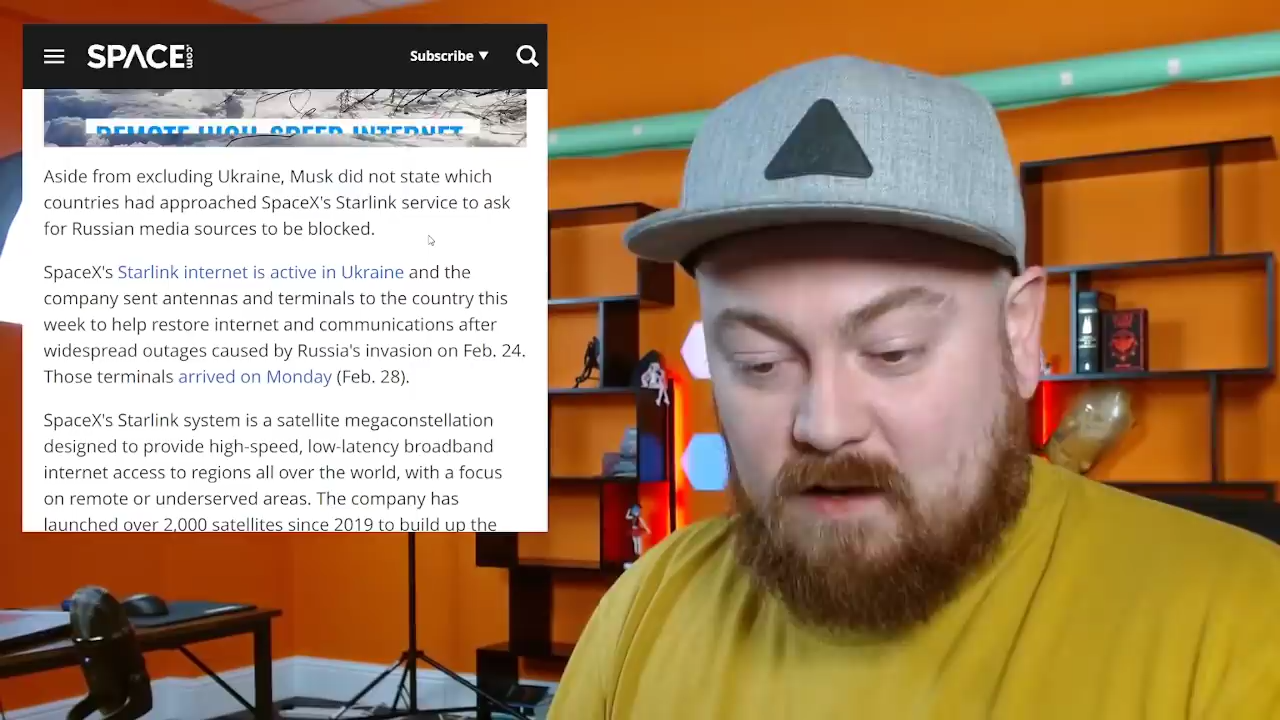 SPACE.com
Subscribe ▼
REMOTE HIGH-SPEED INTERNET
Aside from excluding Ukraine, Musk did not state which
countries had approached SpaceX's Starlink service to ask
for Russian media sources to be blocked.
SpaceX's Starlink internet is active in Ukraine and the
company sent antennas and terminals to the country this
week to help restore internet and communications after
widespread outages caused by Russia's invasion on Feb. 24.
Those terminals arrived on Monday (Feb. 28).
SpaceX's Starlink system is a satellite megaconstellation
designed to provide high-speed, low-latency broadband
internet access to regions all over the world, with a focus
on remote or underserved areas. The company has
launched over 2,000 satellites since 2019 to build up the